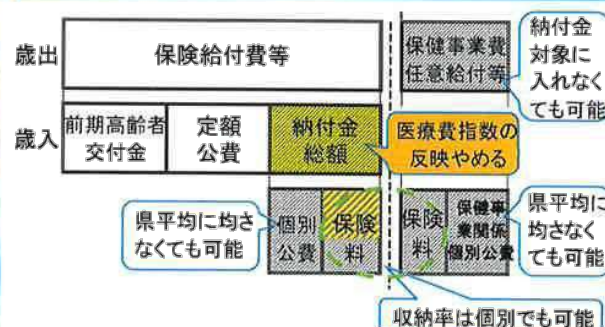 歳出
保険給付費等
保健事業費
任意給付等
納付金
対象に
入れなく
ても可能
歳入
前期高齢者
交付金
定額
公費
納付金
総額
医療費指数の
反映やめる
県平均に均さ
なくても可能
個別
公費
保険
料
保険
料
保健事
業関係
個別公費
県平均に
均さなく
ても可能
収納率は個別でも可能